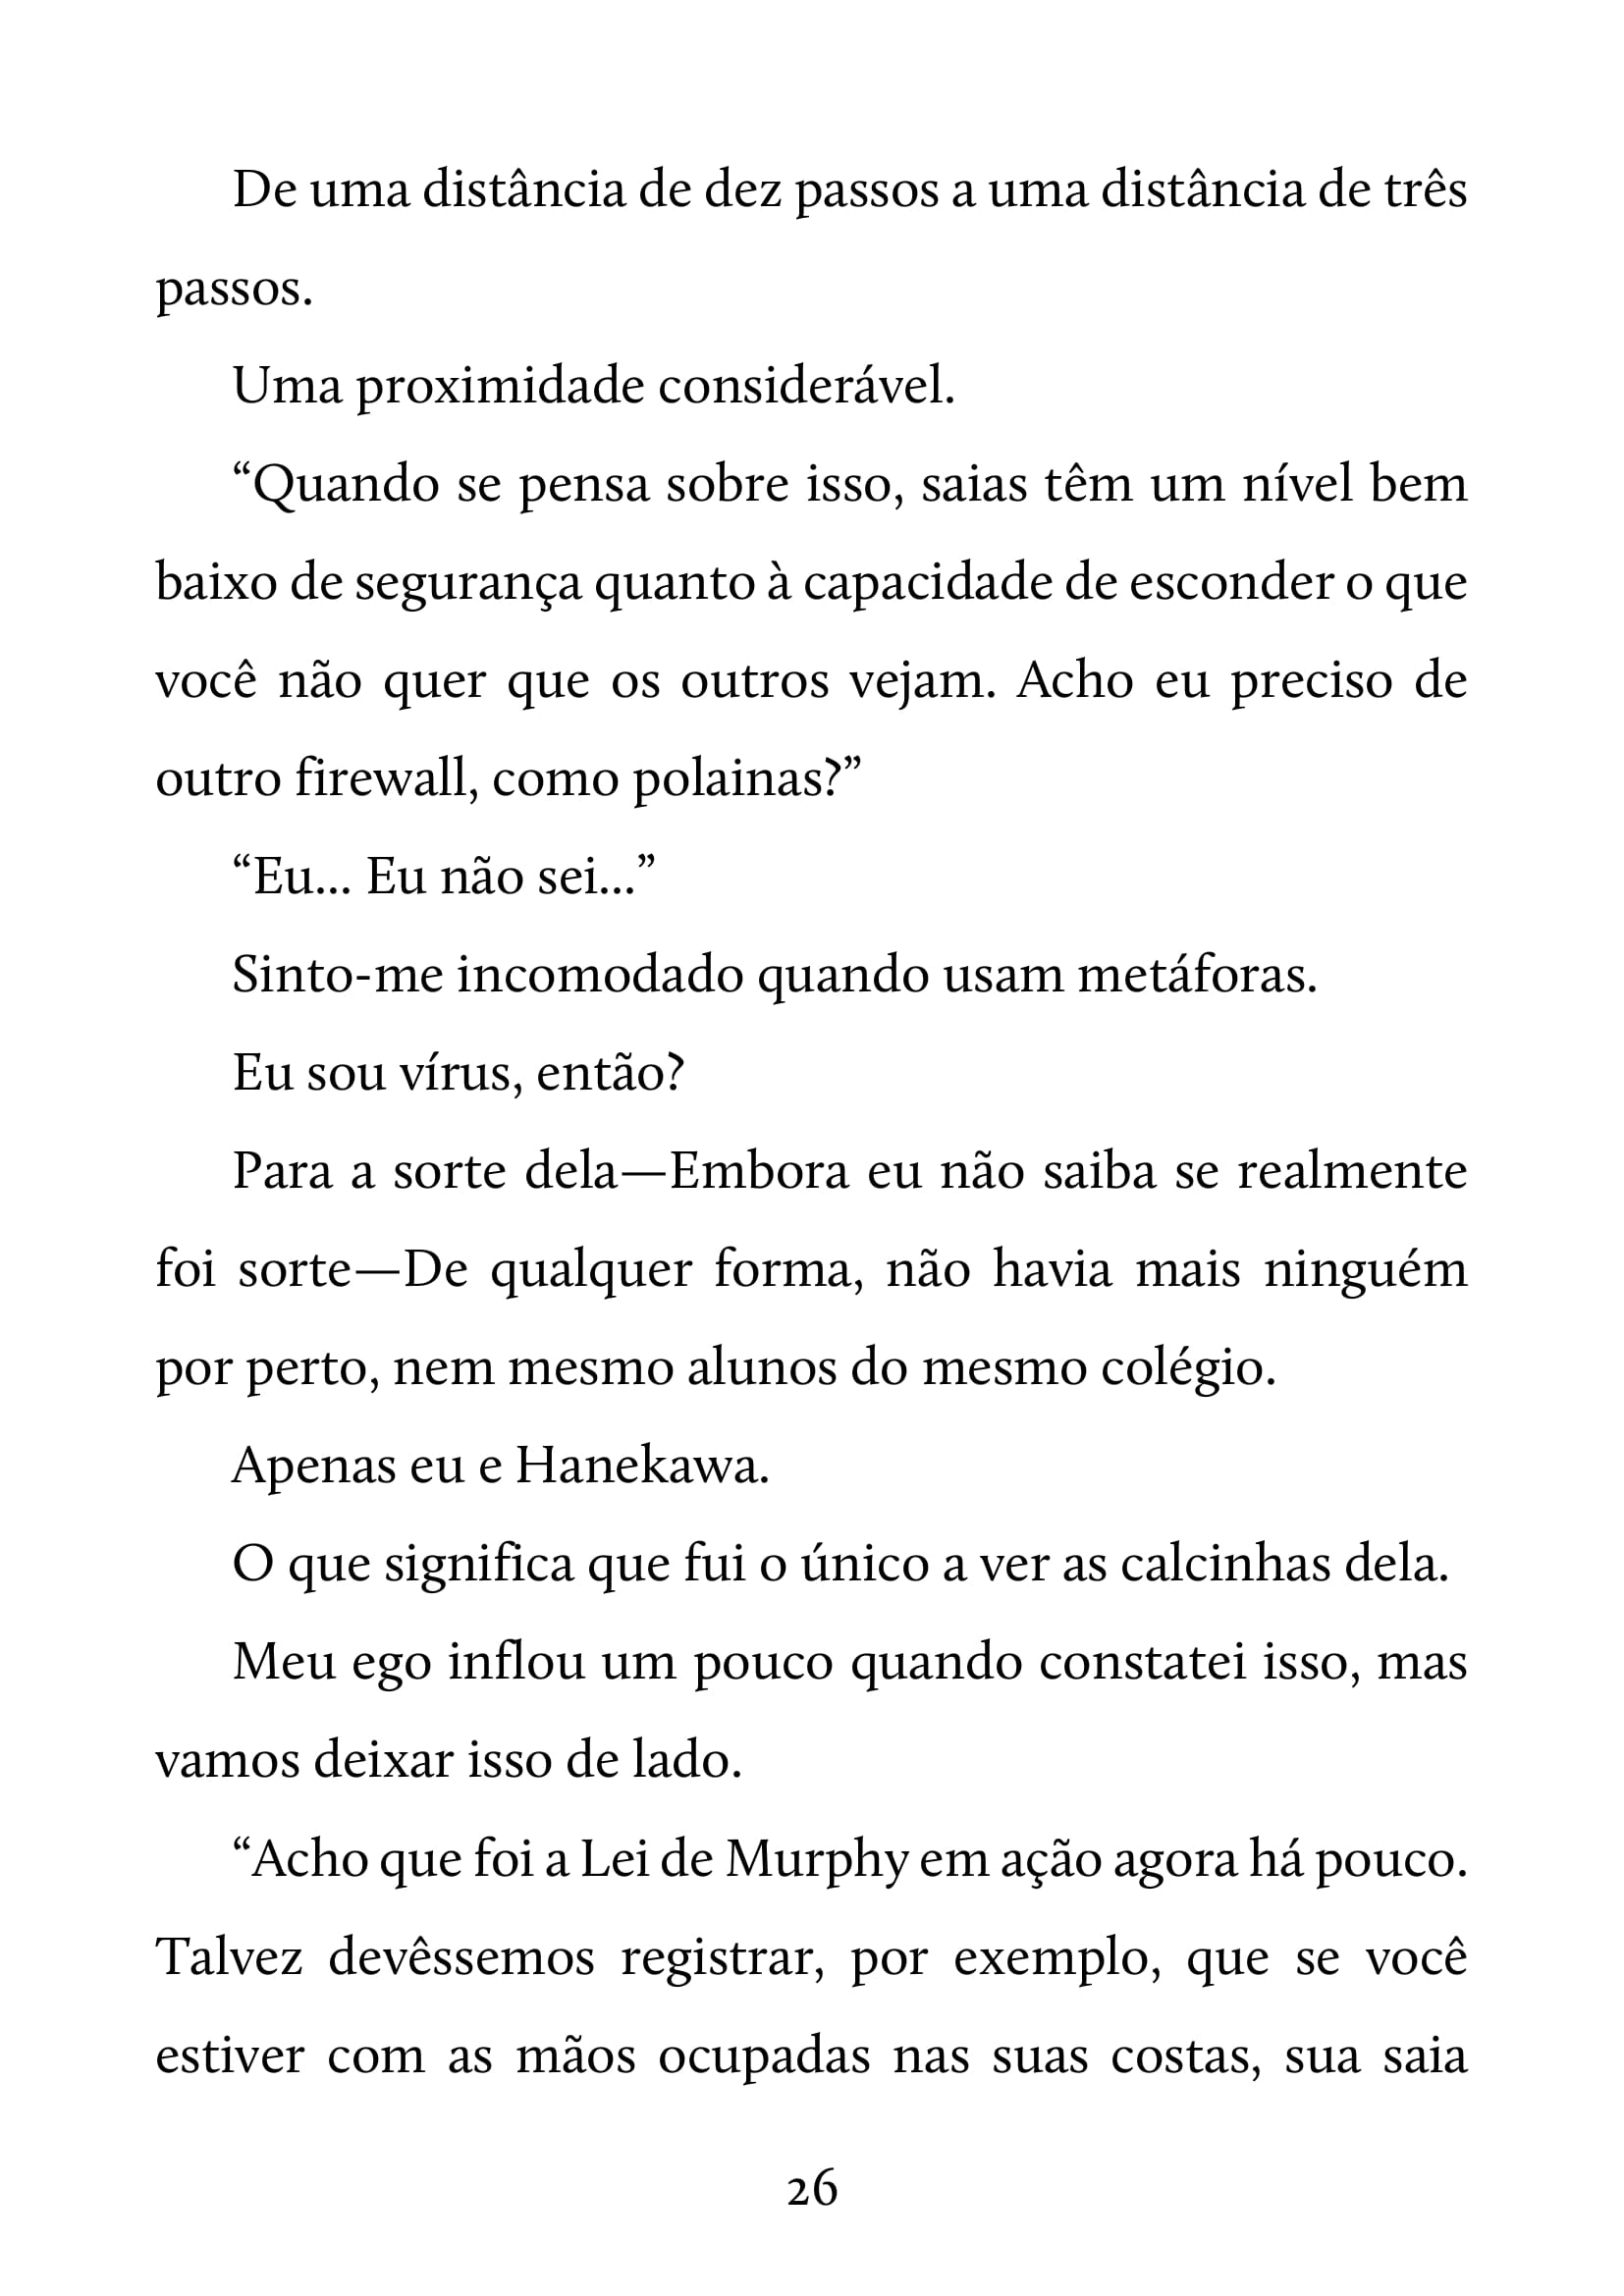 De uma distância de dez passos a uma distância de três
passos.
Uma proximidade considerável.
“Quando se pensa sobre isso, saias têm um nível bem
baixo de segurança quanto à capacidade de esconder o que
você não quer que os outros vejam. Acho eu preciso de
outro firewall, como polainas?”
“Eu... Eu não sei...”
Sinto-me incomodado quando usam metáforas.
Eu sou vírus, então?
Para a sorte dela—Embora eu não saiba se realmente
foi sorte—De qualquer forma, não havia mais ninguém
por perto, nem mesmo alunos do mesmo colégio.
Apenas eu e Hanekawa.
O que significa que fui o único a ver as calcinhas dela.
Meu ego inflou um pouco quando constatei isso, mas
vamos deixar isso de lado.
“Acho que foi a Lei de Murphy em ação agora há pouco.
Talvez devêssemos registrar, por exemplo, que se você
estiver com as mãos ocupadas nas suas costas, sua saia
26